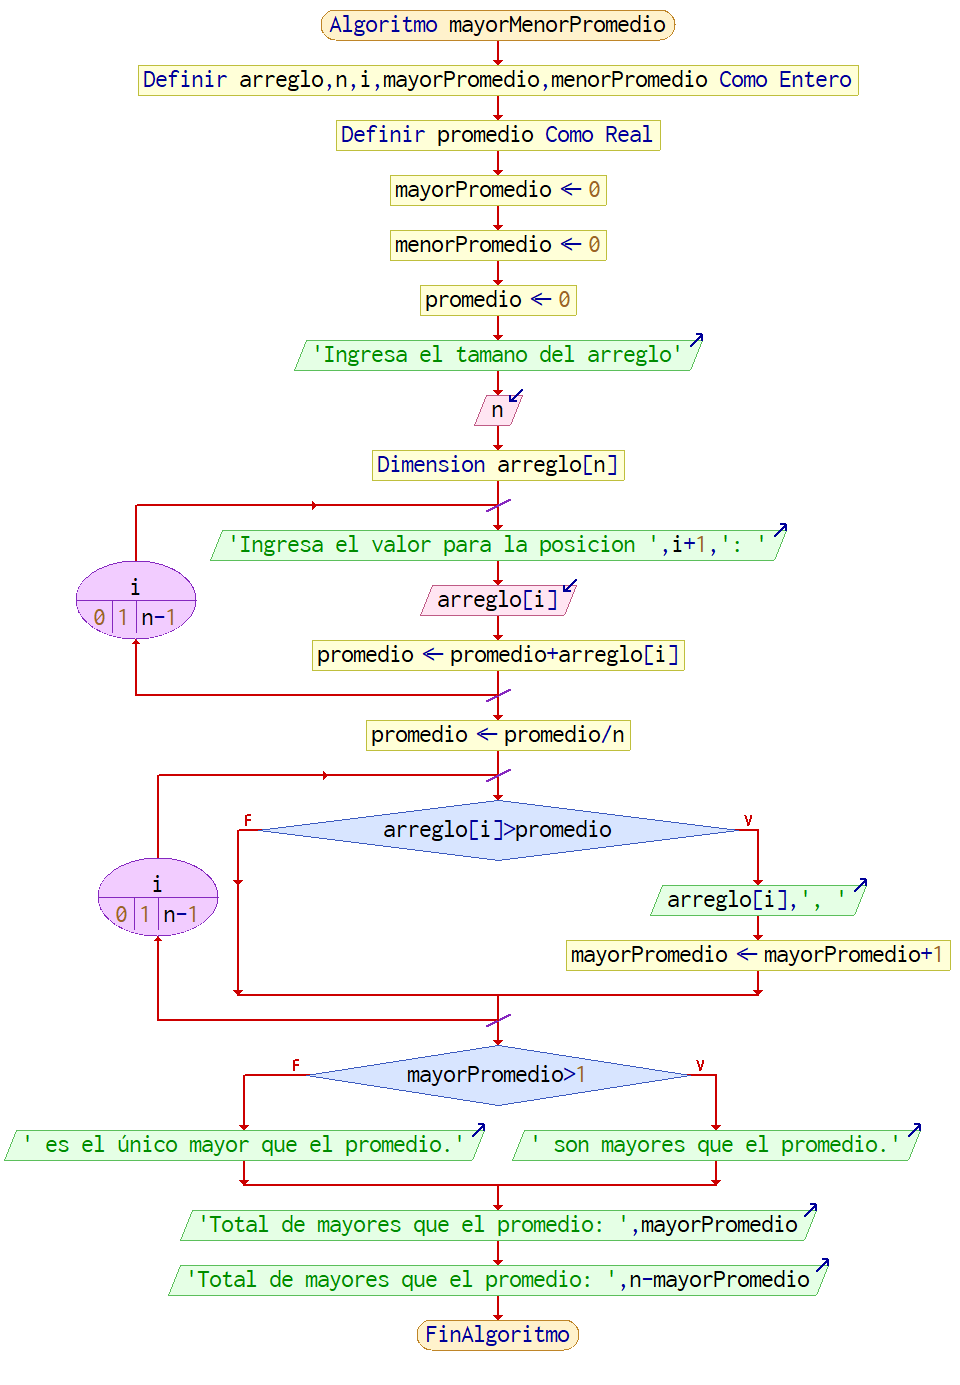 Algoritmo mayorMenorPromedio
Definir arreglo,n,i,mayorPromedio,menorPromedio Como Entero
Definir promedio Como Real
mayorPromedio ← 0
menorPromedio ← 0
promedio ← 0
'Ingresa el tamano del arreglo'
n
Dimension arreglo[n]
'Ingresa el valor para la posicion ',i+1,': '
i
0 1 n-1
arreglo[i]
promedio ← promedio+arreglo[i]
promedio ← promedio/n
F
V
arreglo[i]>promedio
i
0 1 n-1
arreglo[i],', '
mayorPromedio ← mayorPromedio+1
F
V
mayorPromedio>1
' es el único mayor que el promedio.'
' son mayores que el promedio.'
'Total de mayores que el promedio: ',mayorPromedio
'Total de mayores que el promedio: ',n-mayorPromedio
FinAlgoritmo